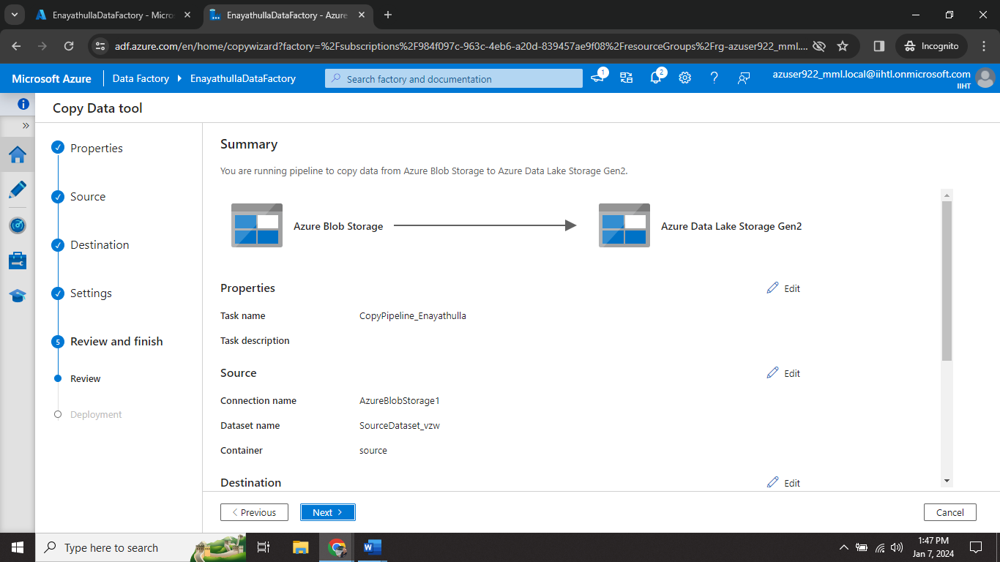 EnayathullaDataFactory - Micro
EnayathullaDataFactory - Azure
adf.azure.com/en/home/copywizard?factory=%2Fsubscriptions%2F984f097c-963c-4eb6-a20d-839457ae9f08%2FresourceGroups%2Frg-azuser922_mml....
Incognito
Microsoft Azure
Data Factory
EnayathullaDataFactory
Search factory and documentation
1
2
azuser922_mml.local@iihtl.onmicrosoft.com
IIHT
Copy Data tool
Properties
Source
Destination
Settings
5
Review and finish
Review
Deployment
Summary
You are running pipeline to copy data from Azure Blob Storage to Azure Data Lake Storage Gen2.
Azure Blob Storage
Azure Data Lake Storage Gen2
Properties
Edit
Task name
CopyPipeline_Enayathulla
Task description
Source
Edit
Connection name
AzureBlobStorage1
Dataset name
SourceDataset_vzw
Container
source
Destination
Edit
Previous
Next
Cancel
Type here to search
1:47 PM
Jan 7, 2024